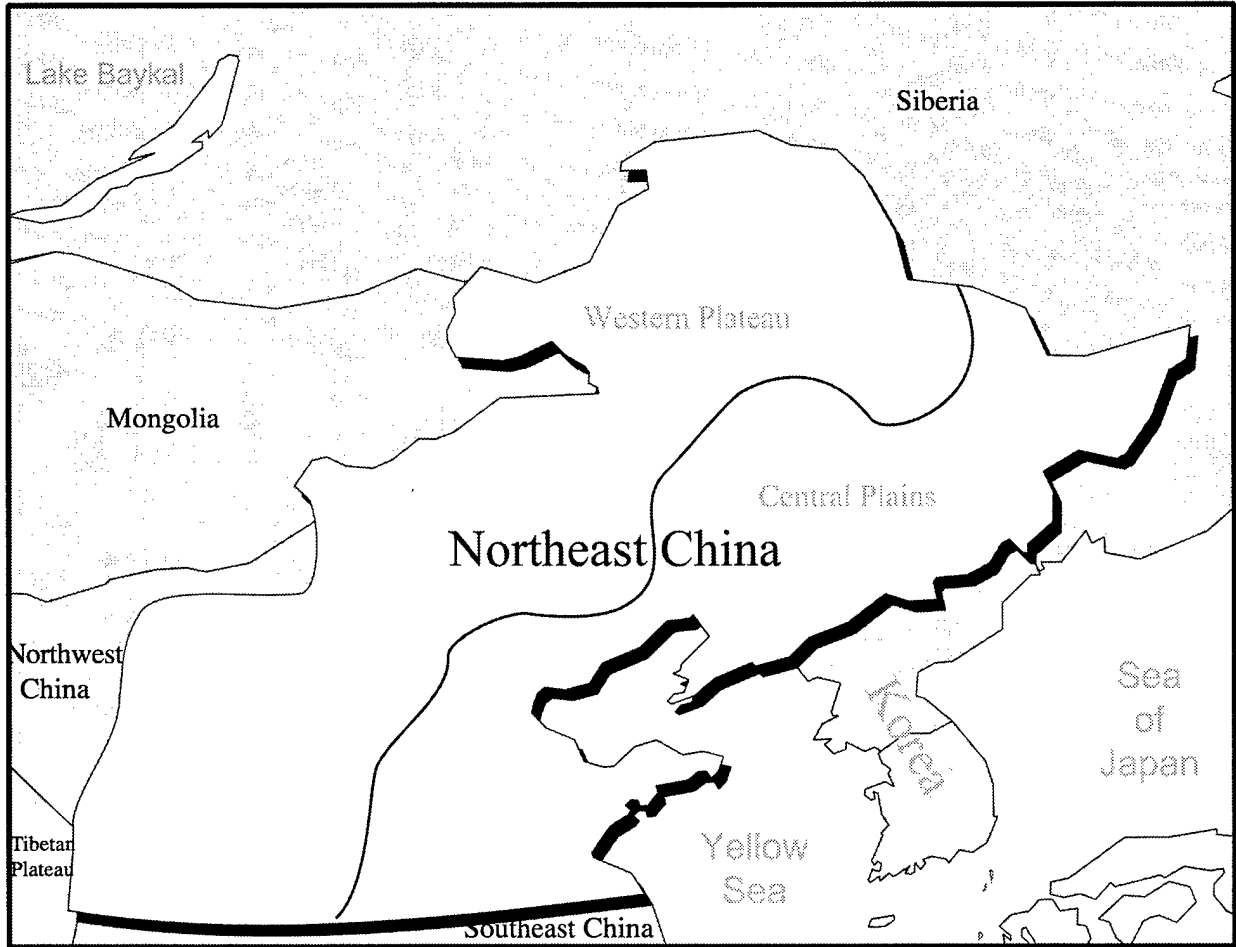 Lake Baykal
Siberia
Western Plateau
Mongolia
Central Plains
Northeast China
Northwest
China
Korea
Sea
of
Japan
Tibetan
Plateau
Yellow
Sea
Southeast China